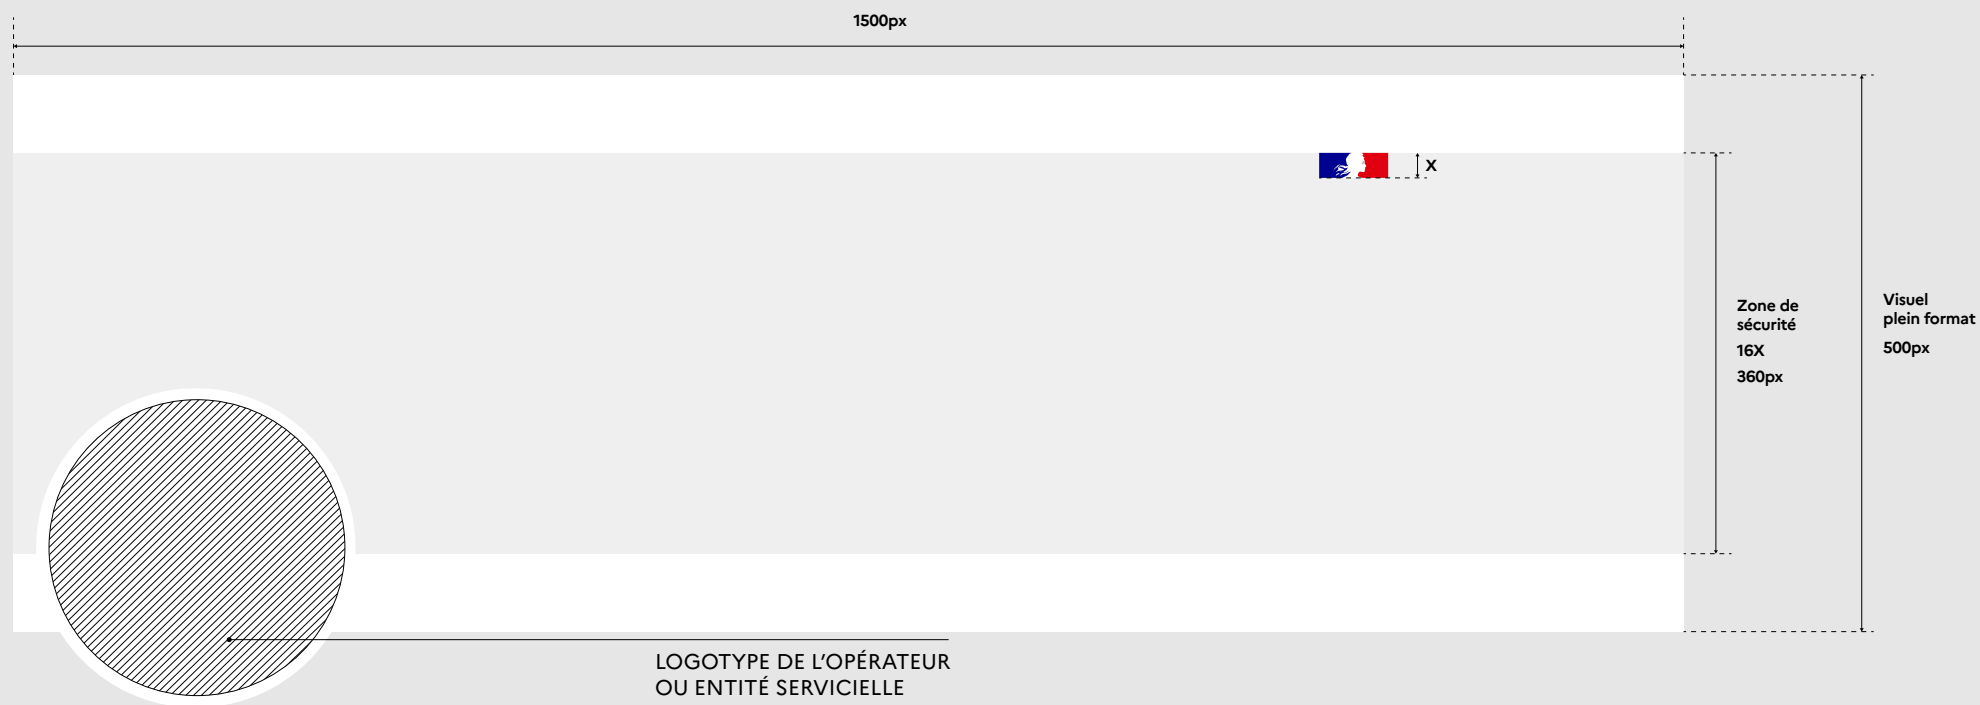 1500px
X
Zone de
sécurité
16X
360px
Visuel
plein format
500px
LOGOTYPE DE L’OPÉRATEUR
OU ENTITÉ SERVICIELLE